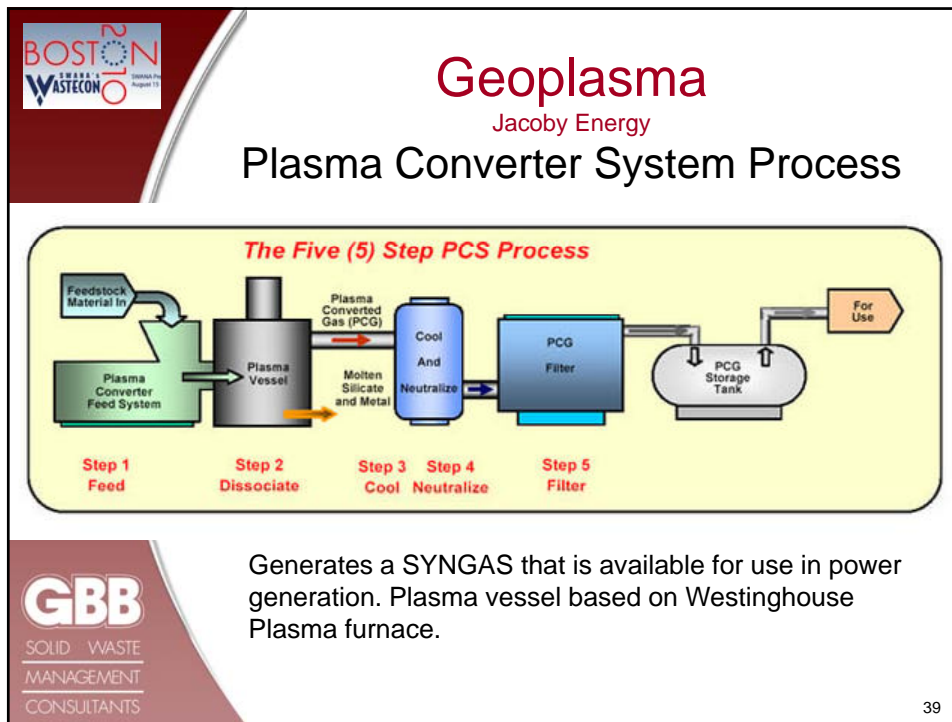 BOSTON
2010
SWANA's
WASTECON
August 15
Geoplasma
Jacoby Energy
Plasma Converter System Process
The Five (5) Step PCS Process
Feedstock
Material In
Plasma
Converter
Feed System
Plasma
Vessel
Plasma
Converted
Gas (PCG)
Molten
Silicate
and Metal
Cool
And
Neutralize
PCG
Filter
PCG
Storage
Tank
For
Use
Step 1
Feed
Step 2
Dissociate
Step 3
Cool
Step 4
Neutralize
Step 5
Filter
GBB
SOLID WASTE
MANAGEMENT
CONSULTANTS
Generates a SYNGAS that is available for use in power
generation. Plasma vessel based on Westinghouse
Plasma furnace.
39